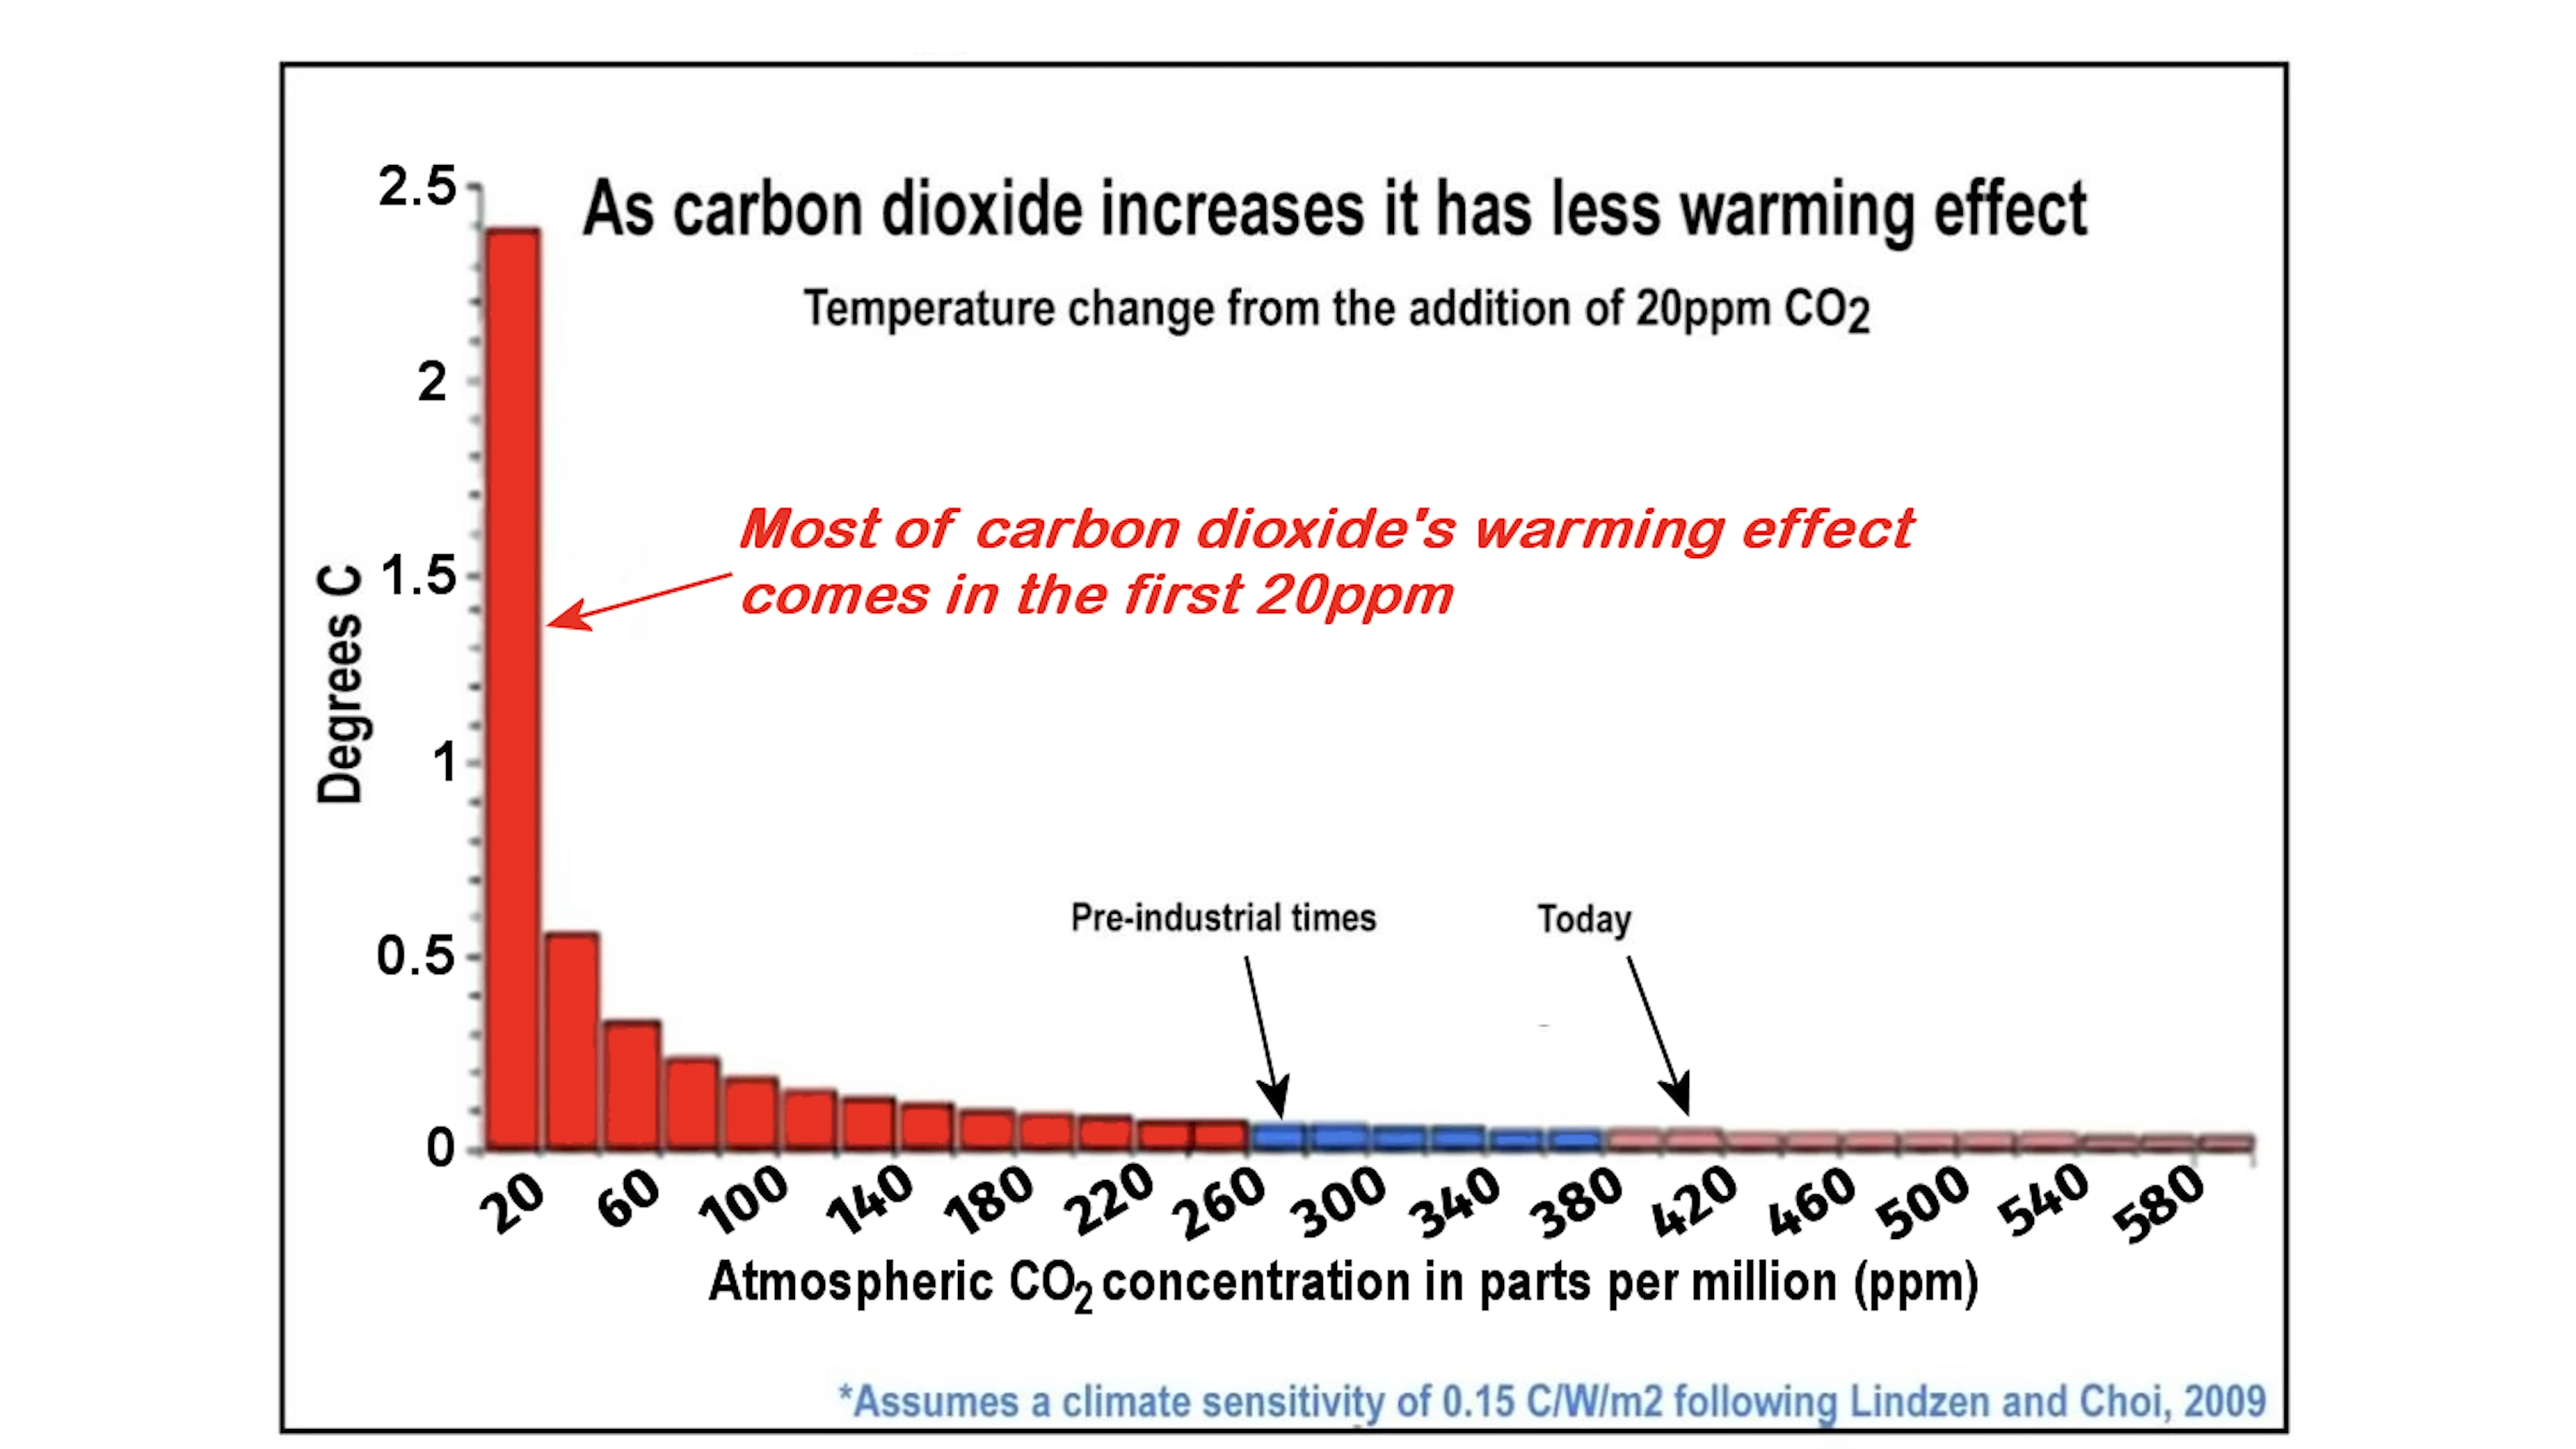 As carbon dioxide increases it has less warming effect
Temperature change from the addition of 20ppm CO2
2.5
2
1.5
1
0.5
0
Degrees C
Most of carbon dioxide's warming effect
comes in the first 20ppm
Pre-industrial times
Today
20 60 100 140 180 220 260 300 340 380 420 460 500 540 580
Atmospheric CO2 concentration in parts per million (ppm)
*Assumes a climate sensitivity of 0.15 C/W/m2 following Lindzen and Choi, 2009